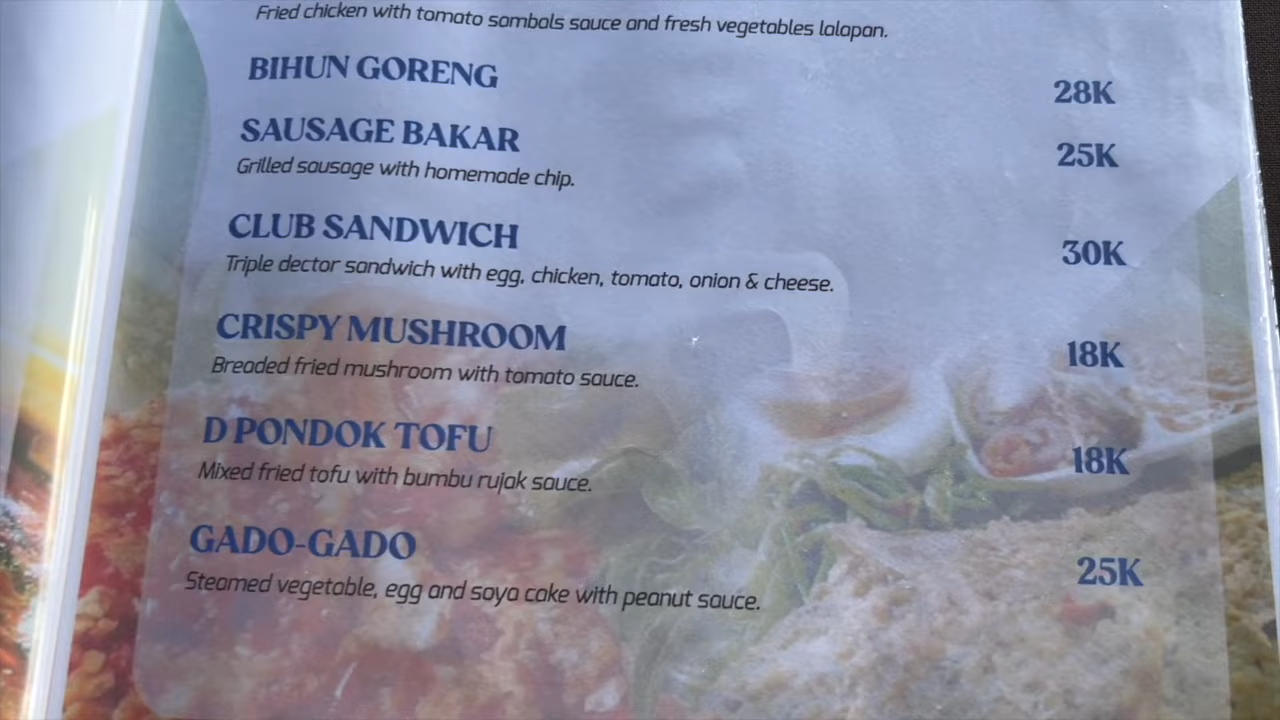 Fried chicken with tomato sambals sauce and fresh vegetables lalapan.
BIHUN GORENG 28K
SAUSAGE BAKAR 25K
Grilled sausage with homemade chip.
CLUB SANDWICH 30K
Triple dector sandwich with egg, chicken, tomato, onion & cheese.
CRISPY MUSHROOM 18K
Breaded fried mushroom with tomato sauce.
D PONDOK TOFU 18K
Mixed fried tofu with bumbu rujak sauce.
GADO-GADO 25K
Steamed vegetable, egg and soya cake with peanut sauce.